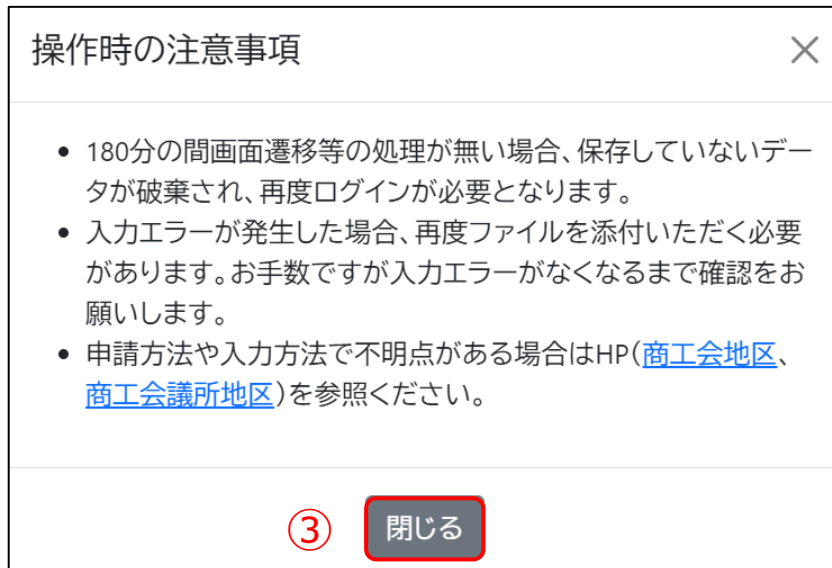 操作時の注意事項
• 180分の間画面遷移等の処理が無い場合、保存していないデー
タが破棄され、再度ログインが必要となります。
• 入力エラーが発生した場合、再度ファイルを添付いただく必要
があります。お手数ですが入力エラーがなくなるまで確認をお
願いします。
• 申請方法や入力方法で不明点がある場合はHP(商工会地区、
商工会議所地区)を参照ください。
③ 閉じる